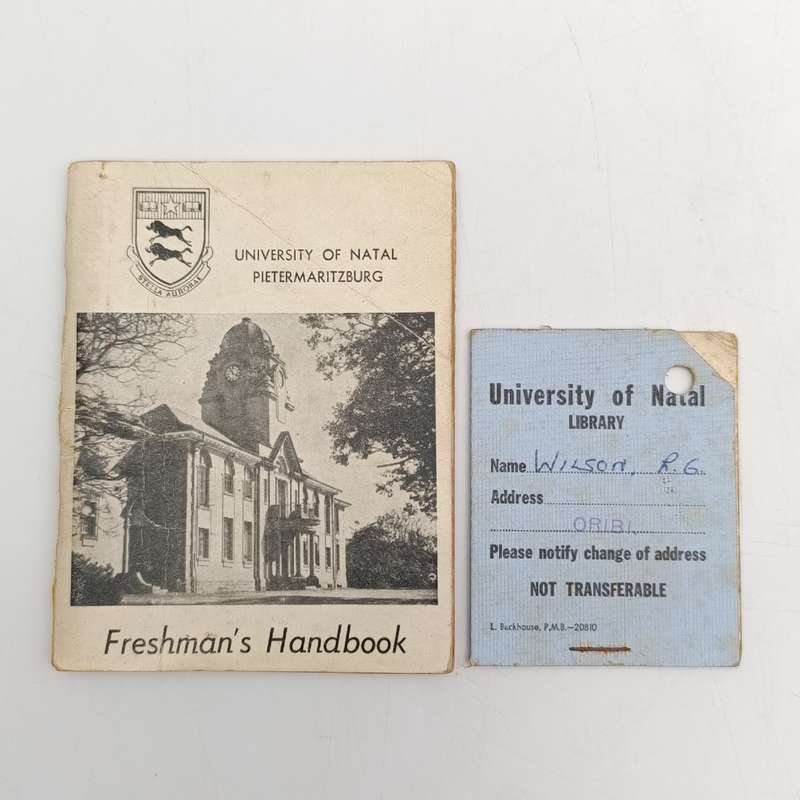 STELLA AURORAE
UNIVERSITY OF NATAL
PIETERMARITZBURG
Freshman's Handbook
University of Natal
LIBRARY
Name WILSON, R.G.
Address
ORIBI
Please notify change of address
NOT TRANSFERABLE
L. Backhouse, P.M.B.—20810